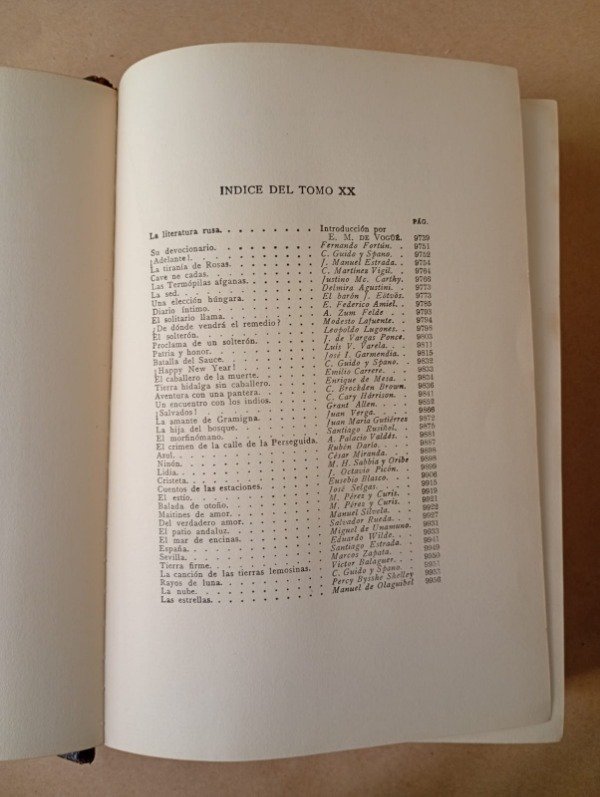 INDICE DEL TOMO XX
PÁG.
La literatura rusa. . . . . . . . . Introducción por
E. M. DE VOGÜÉ. 9739
Su devocionario. . . . . . . . . Fernando Fortún. . 9751
¡Adelante!. . . . . . . . . C. Guido y Spano. . 9752
La tiranía de Rosas. . . . . . . . . J. Manuel Estrada. . 9754
Cave ne cadas. . . . . . . . . C. Martínez Vigil. . 9764
Las Termópilas afganas. . . . . . . . . Justino Mc. Carthy 9766
La sed. . . . . . . . . Delmira Agustini. . 9773
Una elección húngara. . . . . . . . . El barón J. Eötvös 9773
Diario íntimo. . . . . . . . . E. Federico Amiel. 9785
El solitario llama. . . . . . . . . A. Zum Felde. . 9793
¿De dónde vendrá el remedio?. . . . . . Modesto Lafuente. . 9794
El solterón. . . . . . . . . Leopoldo Lugones. . 9798
Proclama de un solterón. . . . . . . J. de Vargas Ponce. 9803
Patria y honor. . . . . . . . . Luis V. Varela. . 9811
Batalla del Sauce. . . . . . . . . José I. Garmendia. . 9815
¡Happy New Year!. . . . . . . . . C. Guido y Spano. . 9832
El caballero de la muerte. . . . . . . Emilio Carrere. . 9833
Tierra hidalga sin caballero. . . . . . Enrique de Mesa. . 9834
Aventura con una pantera. . . . . . . C. Brockden Brown. 9836
Un encuentro con los indios. . . . . . C. Cary Hárrison. . 9841
¡Salvados!. . . . . . . . . Grant Allen. . . 9852
La amante de Gramigna. . . . . . . Juan Verga. . . 9866
La hija del bosque. . . . . . . . . Juan María Gutiérres 9872
El morfinómano. . . . . . . . . Santiago Rusiñol. . 9875
El crimen de la calle de la Perseguida. . A. Palacio Valdés. . 9881
Azul. . . . . . . . . Rubén Darío. . . 9887
Ninón. . . . . . . . . César Miranda. . . 9898
Lidia. . . . . . . . . M. H. Sabbia y Oribe 9898
Cristeta. . . . . . . . . J. Octavio Picón. . 9899
Cuentos de las estaciones. . . . . . . Eusebio Blasco. . . 9906
El estío. . . . . . . . . José Selgas. . . 9915
Balada de otoño. . . . . . . . . M. Pérez y Curis. . 9919
Maitines de amor. . . . . . . . . M. Pérez y Curis. . 9921
Del verdadero amor. . . . . . . . . Manuel Silvela. . . 9922
El patio andaluz. . . . . . . . . Salvador Rueda. . . 9927
El mar de encinas. . . . . . . . . Miguel de Unamuno. 9931
España. . . . . . . . . Eduardo Wilde. . . 9933
Sevilla. . . . . . . . . Santiago Estrada. . 9941
Tierra firme. . . . . . . . . Marcos Zapata. . . 9949
La canción de las tierras lemosinas. . . Víctor Balaguer. . 9950
Rayos de luna. . . . . . . . . C. Guido y Spano. . 9951
La nube. . . . . . . . . Percy Bysshe Shelley 9953
Las estrellas. . . . . . . . . Manuel de Olaguíbel 9956